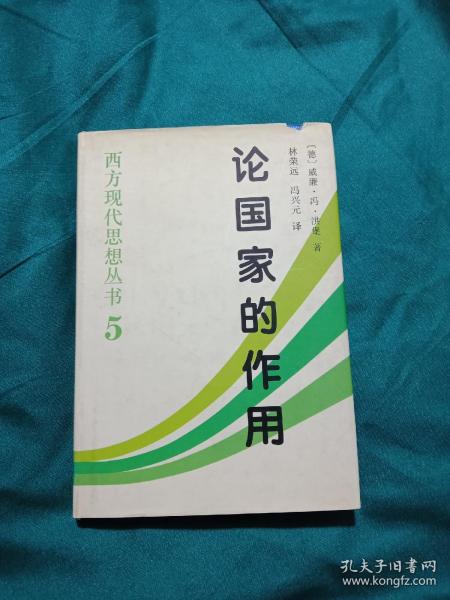 〔德〕威廉·冯·洪堡 著
林荣远 冯兴元 译
论国家的作用
西方现代思想丛书5
孔夫子旧书网
www.kongfz.com